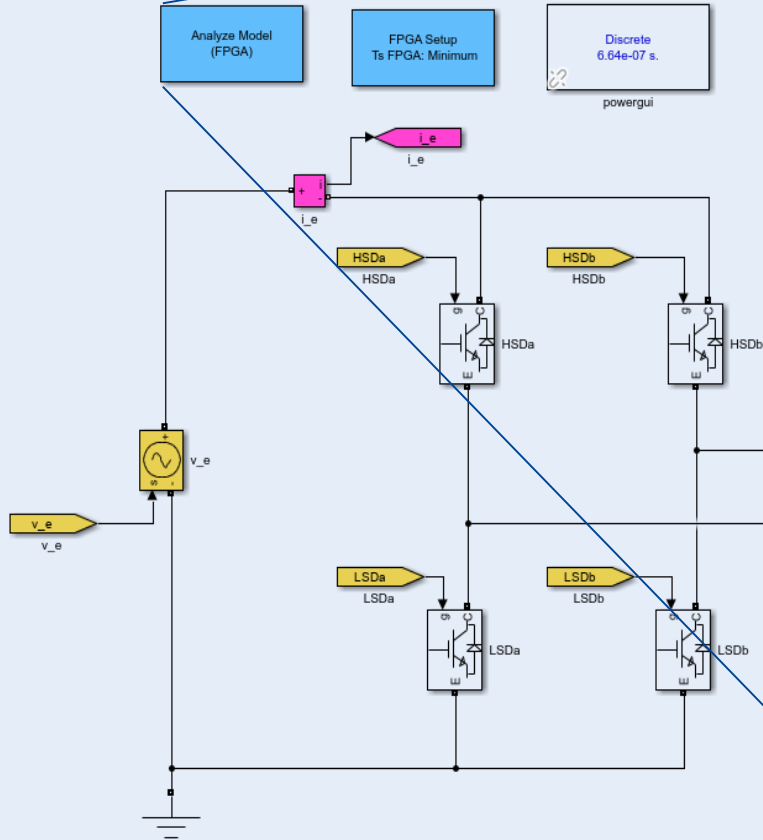 Analyze Model
(FPGA)
FPGA Setup
Ts FPGA: Minimum
Discrete
6.64e-07 s.
powergui
i_e
i_e
+
i
-
i_e
HSDa
HSDa
HSDb
HSDb
g
C
E
HSDa
g
C
E
HSDb
+
s
-
v_e
v_e
v_e
LSDa
LSDa
LSDb
LSDb
g
C
E
LSDa
g
C
E
LSDb